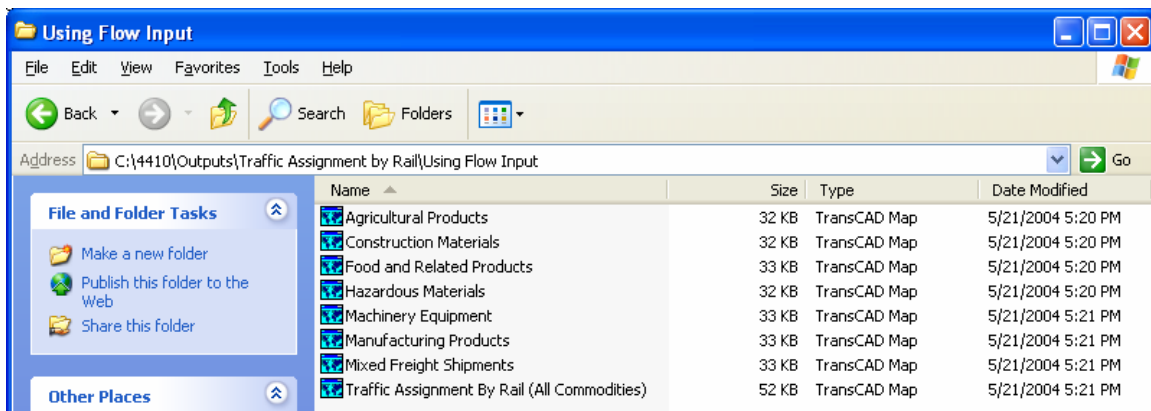 Using Flow Input
File Edit View Favorites Tools Help
Back Search Folders
Address C:\4410\Outputs\Traffic Assignment by Rail\Using Flow Input Go
File and Folder Tasks
Make a new folder
Publish this folder to the
Web
Share this folder
Other Places
Name Size Type Date Modified
Agricultural Products 32 KB TransCAD Map 5/21/2004 5:20 PM
Construction Materials 32 KB TransCAD Map 5/21/2004 5:20 PM
Food and Related Products 33 KB TransCAD Map 5/21/2004 5:20 PM
Hazardous Materials 32 KB TransCAD Map 5/21/2004 5:20 PM
Machinery Equipment 33 KB TransCAD Map 5/21/2004 5:21 PM
Manufacturing Products 33 KB TransCAD Map 5/21/2004 5:21 PM
Mixed Freight Shipments 33 KB TransCAD Map 5/21/2004 5:21 PM
Traffic Assignment By Rail (All Commodities) 52 KB TransCAD Map 5/21/2004 5:21 PM